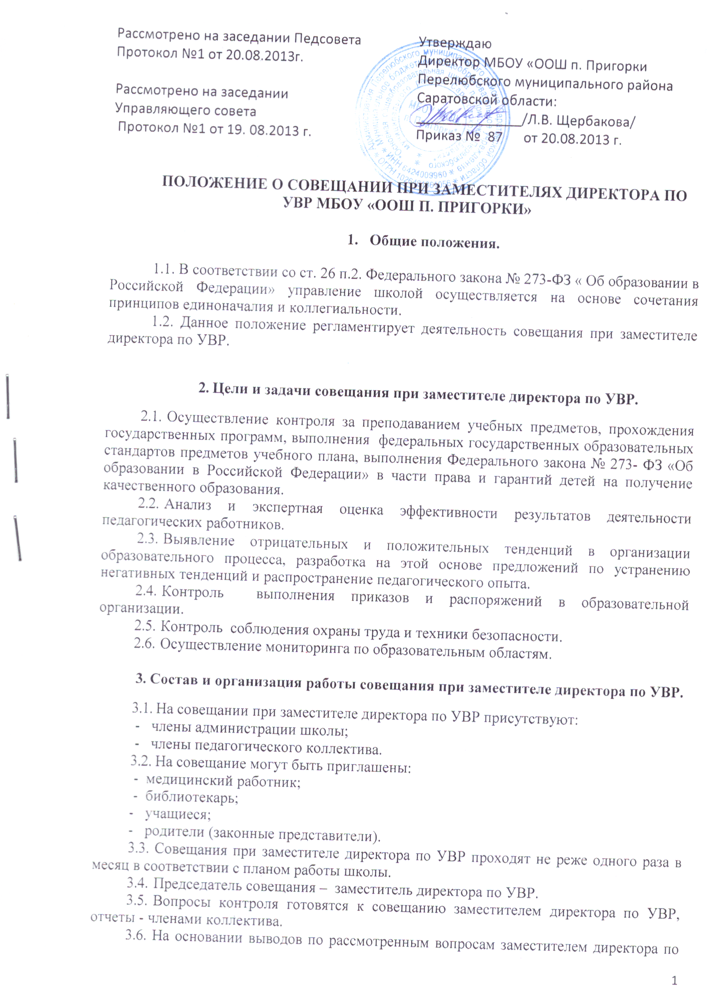 Рассмотрено на заседании Педсовета
Протокол №1 от 20.08.2013г.
Рассмотрено на заседании
Управляющего совета
Протокол №1 от 19. 08.2013 г.
Утверждаю
Директор МБОУ «ООШ п. Пригорки
Перелюбского муниципального района
Саратовской области:
/Л.В. Щербакова/
Приказ № 87 от 20.08.2013 г.
ПОЛОЖЕНИЕ О СОВЕЩАНИИ ПРИ ЗАМЕСТИТЕЛЯХ ДИРЕКТОРА ПО
УВР МБОУ «ООШ П. ПРИГОРКИ»
1. Общие положения.
1.1. В соответствии со ст. 26 п.2. Федерального закона № 273-ФЗ « Об образовании в
Российской Федерации» управление школой осуществляется на основе сочетания
принципов единоначалия и коллегиальности.
1.2. Данное положение регламентирует деятельность совещания при заместителе
директора по УВР.
2. Цели и задачи совещания при заместителе директора по УВР.
2.1. Осуществление контроля за преподаванием учебных предметов, прохождения
государственных программ, выполнения федеральных государственных образовательных
стандартов предметов учебного плана, выполнения Федерального закона № 273- ФЗ «Об
образовании в Российской Федерации» в части права и гарантий детей на получение
качественного образования.
2.2. Анализ и экспертная оценка эффективности результатов деятельности
педагогических работников.
2.3. Выявление отрицательных и положительных тенденций в организации
образовательного процесса, разработка на этой основе предложений по устранению
негативных тенденций и распространение педагогического опыта.
2.4. Контроль выполнения приказов и распоряжений в образовательной
организации.
2.5. Контроль соблюдения охраны труда и техники безопасности.
2.6. Осуществление мониторинга по образовательным областям.
3. Состав и организация работы совещания при заместителе директора по УВР.
3.1. На совещании при заместителе директора по УВР присутствуют:
- члены администрации школы;
- члены педагогического коллектива.
3.2. На совещание могут быть приглашены:
- медицинский работник;
- библиотекарь;
- учащиеся;
- родители (законные представители).
3.3. Совещания при заместителе директора по УВР проходят не реже одного раза в
месяц в соответствии с планом работы школы.
3.4. Председатель совещания – заместитель директора по УВР.
3.5. Вопросы контроля готовятся к совещанию заместителем директора по УВР,
отчеты - членами коллектива.
3.6. На основании выводов по рассмотренным вопросам заместителем директора по
1